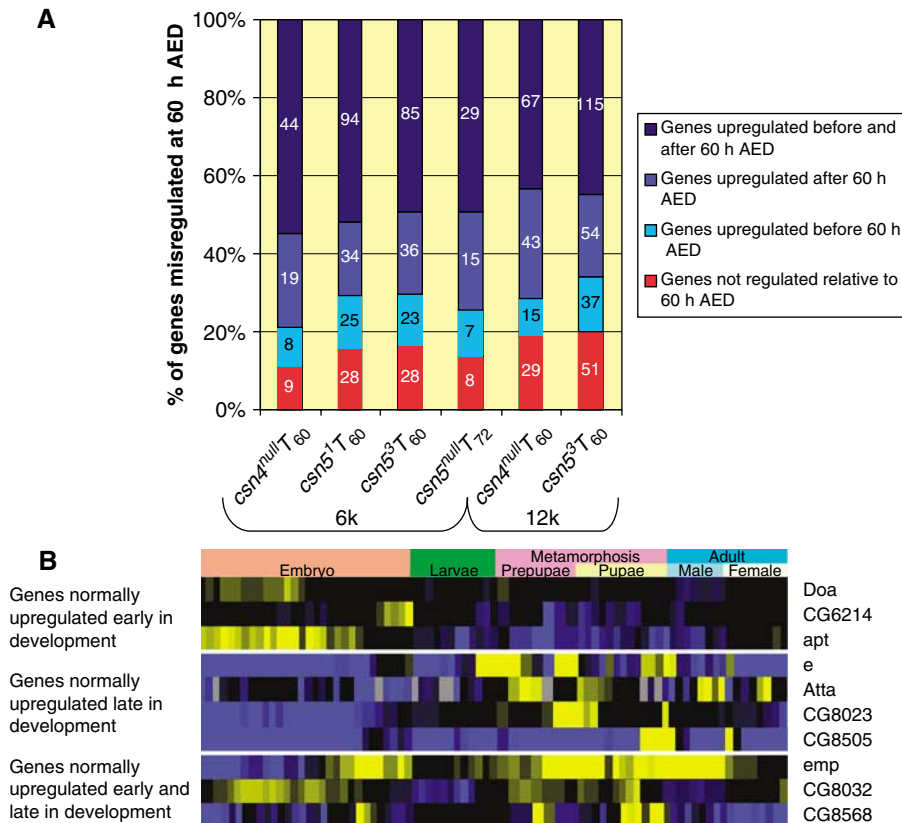 A
% of genes misregulated at 60 h AED
100%
80%
60%
40%
20%
0%
44 94 85 29 67 115
19 34 36 15 43 54
8 25 23 7 15 37
9 28 28 8 29 51
csn4nullT60
csn51T60
csn53T60
csn5nullT72
csn4nullT60
csn53T60
6k
12k
Genes upregulated before and
after 60 h AED
Genes upregulated after 60 h
AED
Genes upregulated before 60 h
AED
Genes not regulated relative to
60 h AED
B
Metamorphosis Adult
Embryo Larvae Prepupae Pupae Male Female
Genes normally
upregulated early in
development
Doa
CG6214
apt
Genes normally
upregulated late in
development
e
Atta
CG8023
CG8505
Genes normally
upregulated early and
late in development
emp
CG8032
CG8568